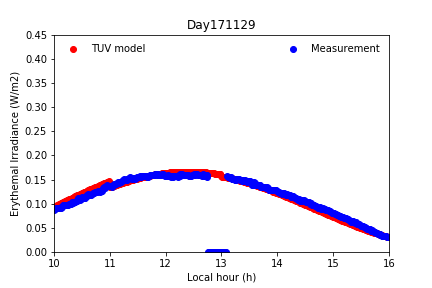 Day171129
TUV model
Measurement
Erythemal Irradiance (W/m2)
0.45
0.40
0.35
0.30
0.25
0.20
0.15
0.10
0.05
0.00
10 11 12 13 14 15 16
Local hour (h)